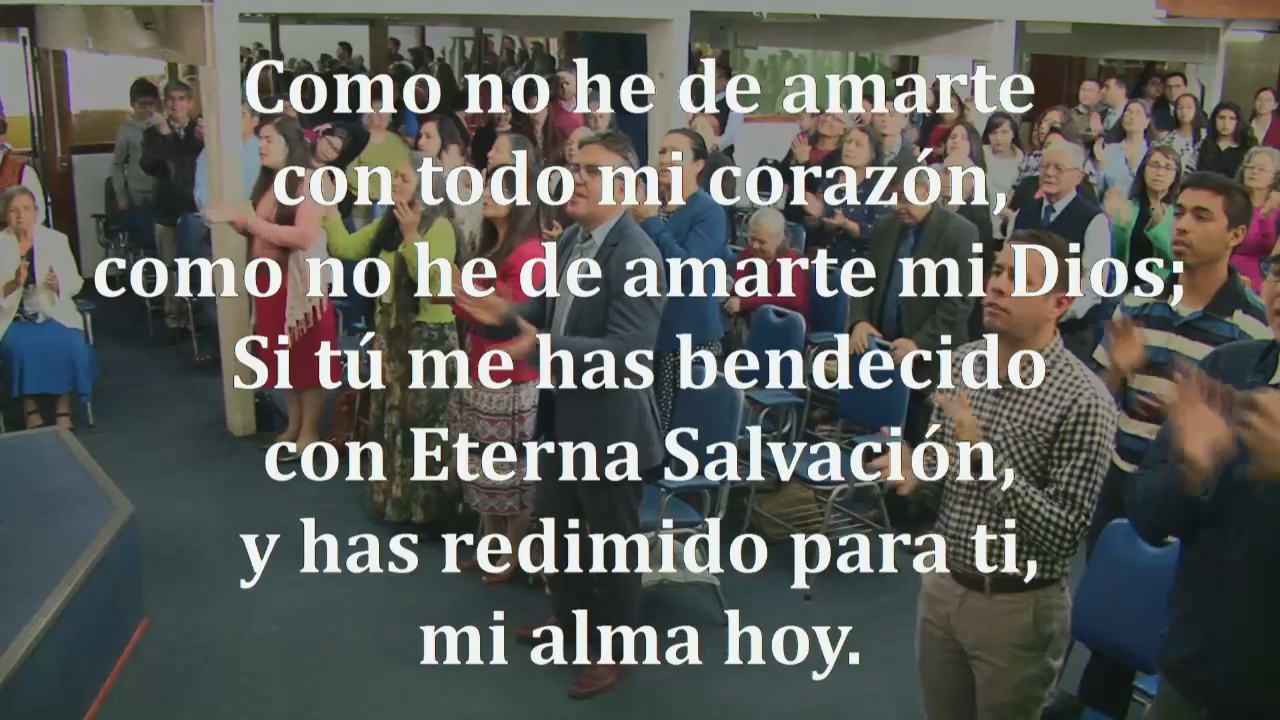 Como no he de amarte
con todo mi corazón,
como no he de amarte mi Dios;
Si tú me has bendecido
con Eterna Salvación,
y has redimido para ti,
mi alma hoy.